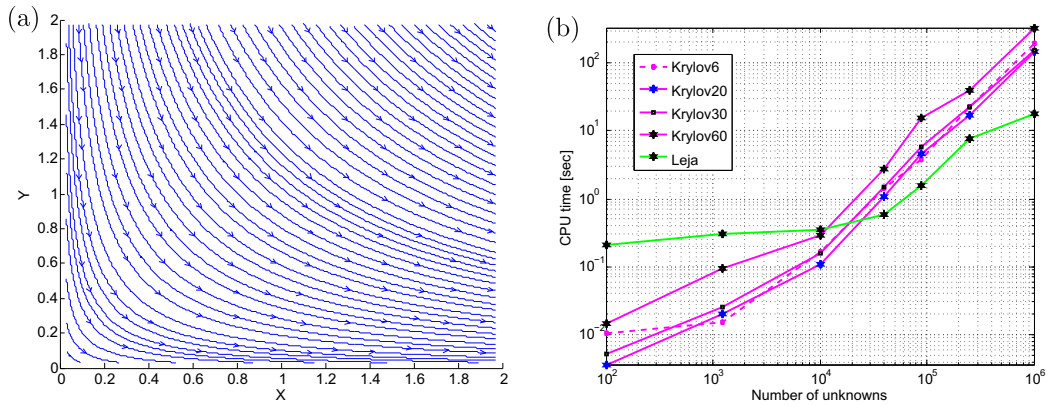 (a)
2
1.8
1.6
1.4
1.2
1
0.8
0.6
0.4
0.2
0
Y
0 0.2 0.4 0.6 0.8 1 1.2 1.4 1.6 1.8 2
X
(b)
10^2
10^1
10^0
10^-1
10^-2
CPU time [sec]
Krylov6
Krylov20
Krylov30
Krylov60
Leja
10^2 10^3 10^4 10^5 10^6
Number of unknowns